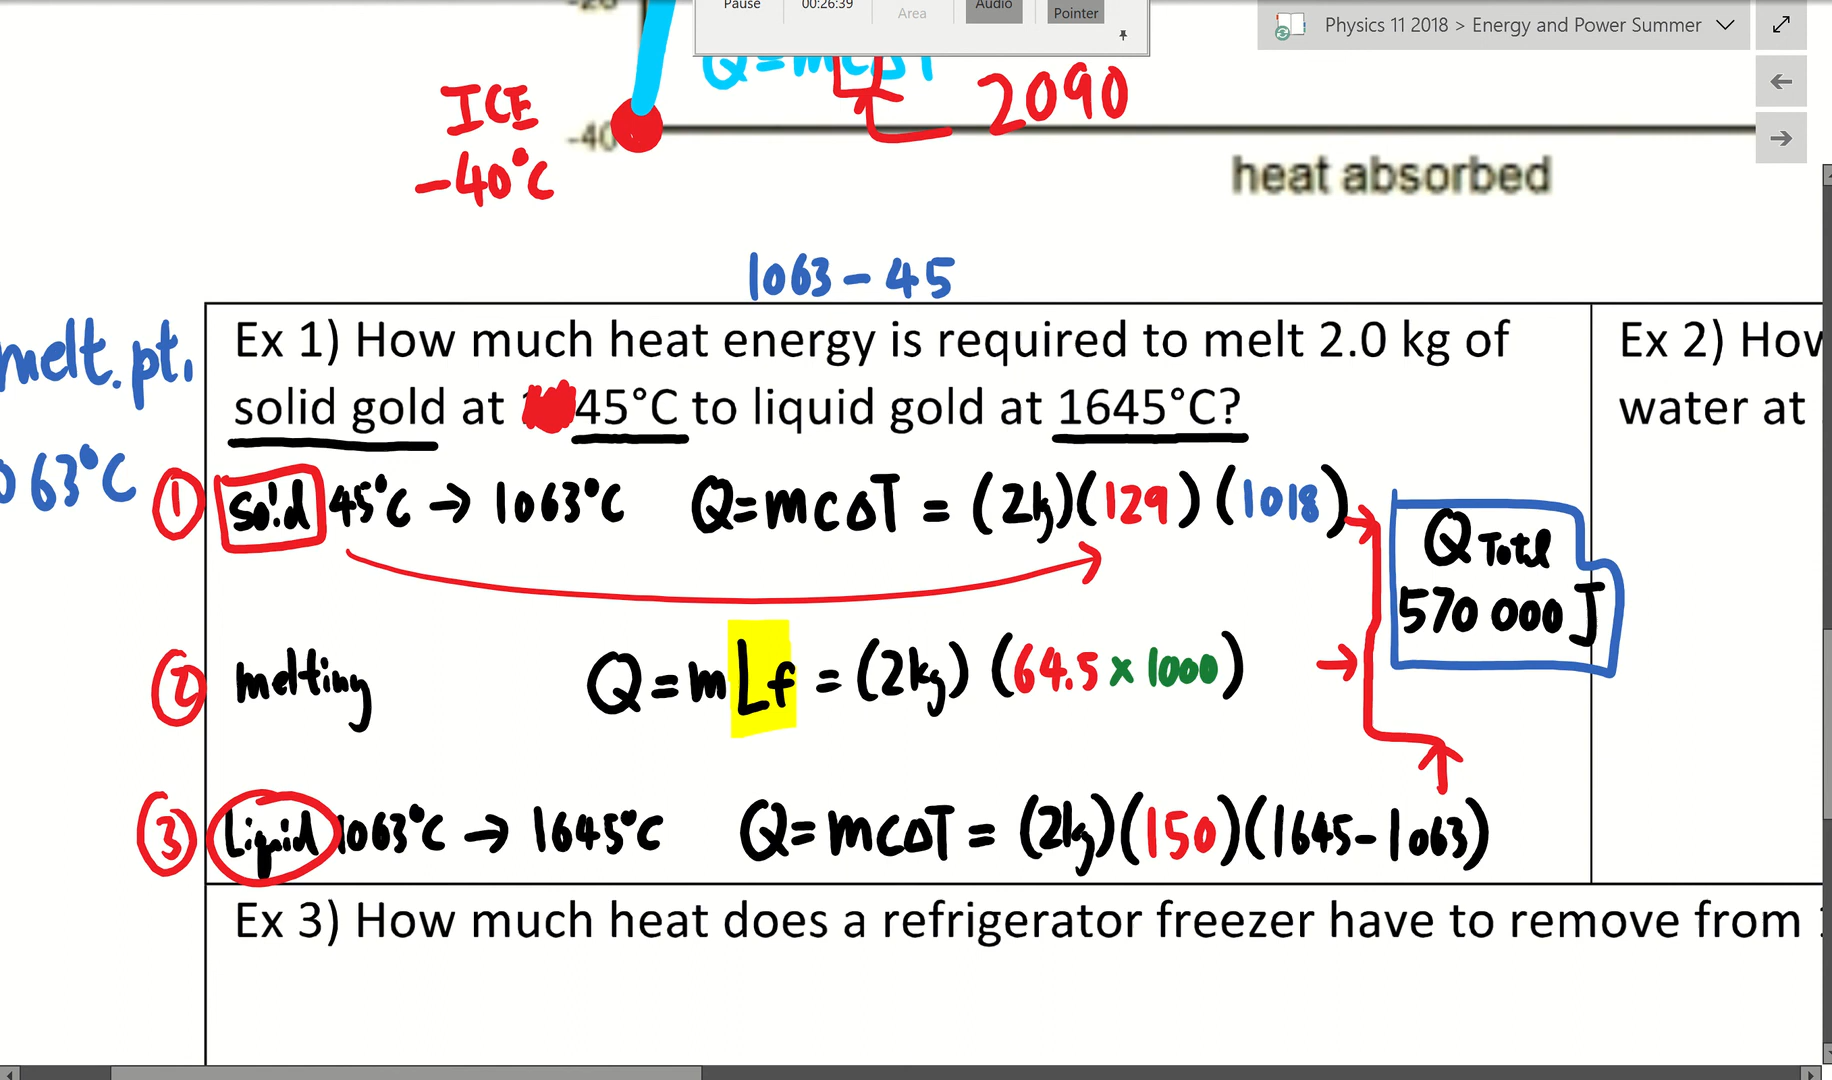 Pause 00:26:39 Area Audio Pointer
Physics 11 2018 > Energy and Power Summer
Q=mcΔT
ICE
-40°C
-40
2090
heat absorbed
1063-45
melt.pt.
063°C
Ex 1) How much heat energy is required to melt 2.0 kg of
solid gold at 45°C to liquid gold at 1645°C?
Ex 2) How
water at
① Solid 45°C → 1063°C Q=mcΔT = (2kg)(129)(1018)
Q Total
570 000 J
② melting Q=mLf = (2kg)(64.5 x 1000)
③ Liquid 1063°C → 1645°C Q=mcΔT = (2kg)(150)(1645-1063)
Ex 3) How much heat does a refrigerator freezer have to remove from